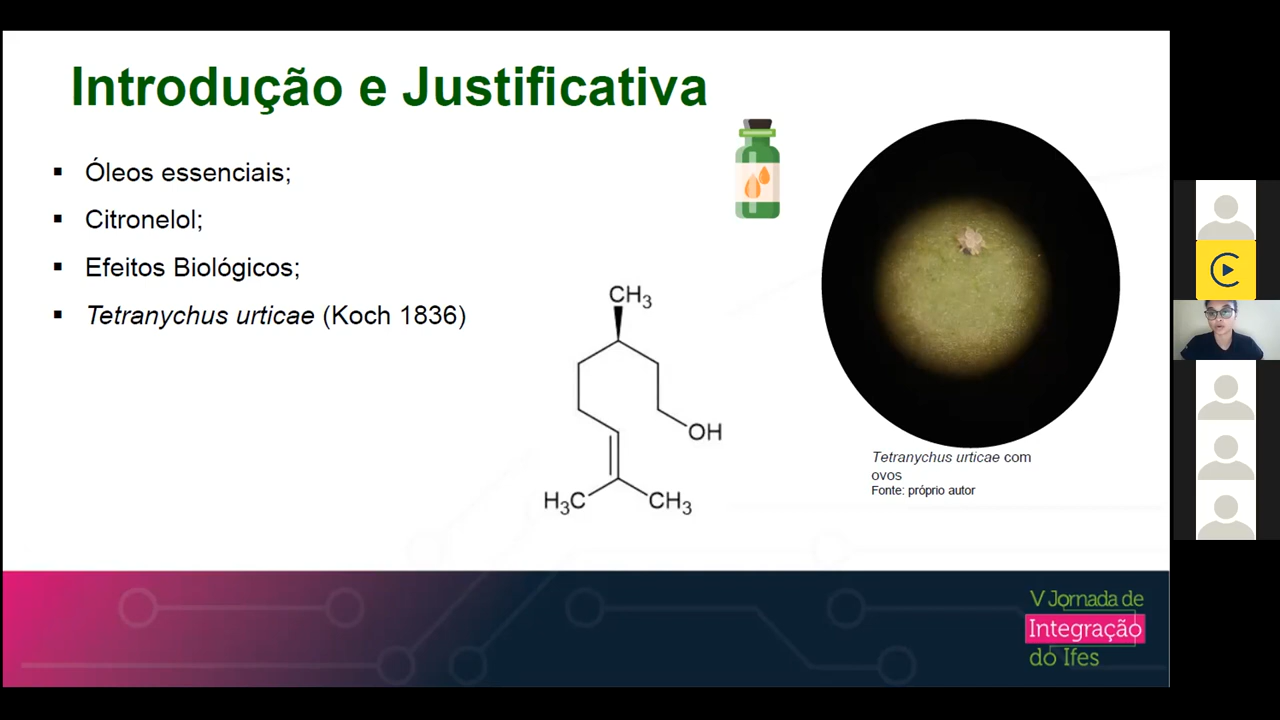 Introdução e Justificativa
Óleos essenciais;
Citronelol;
Efeitos Biológicos;
Tetranychus urticae (Koch 1836)
CH3
OH
H3C
CH3
Tetranychus urticae com
ovos
Fonte: próprio autor
V Jornada de
Integração
do Ifes